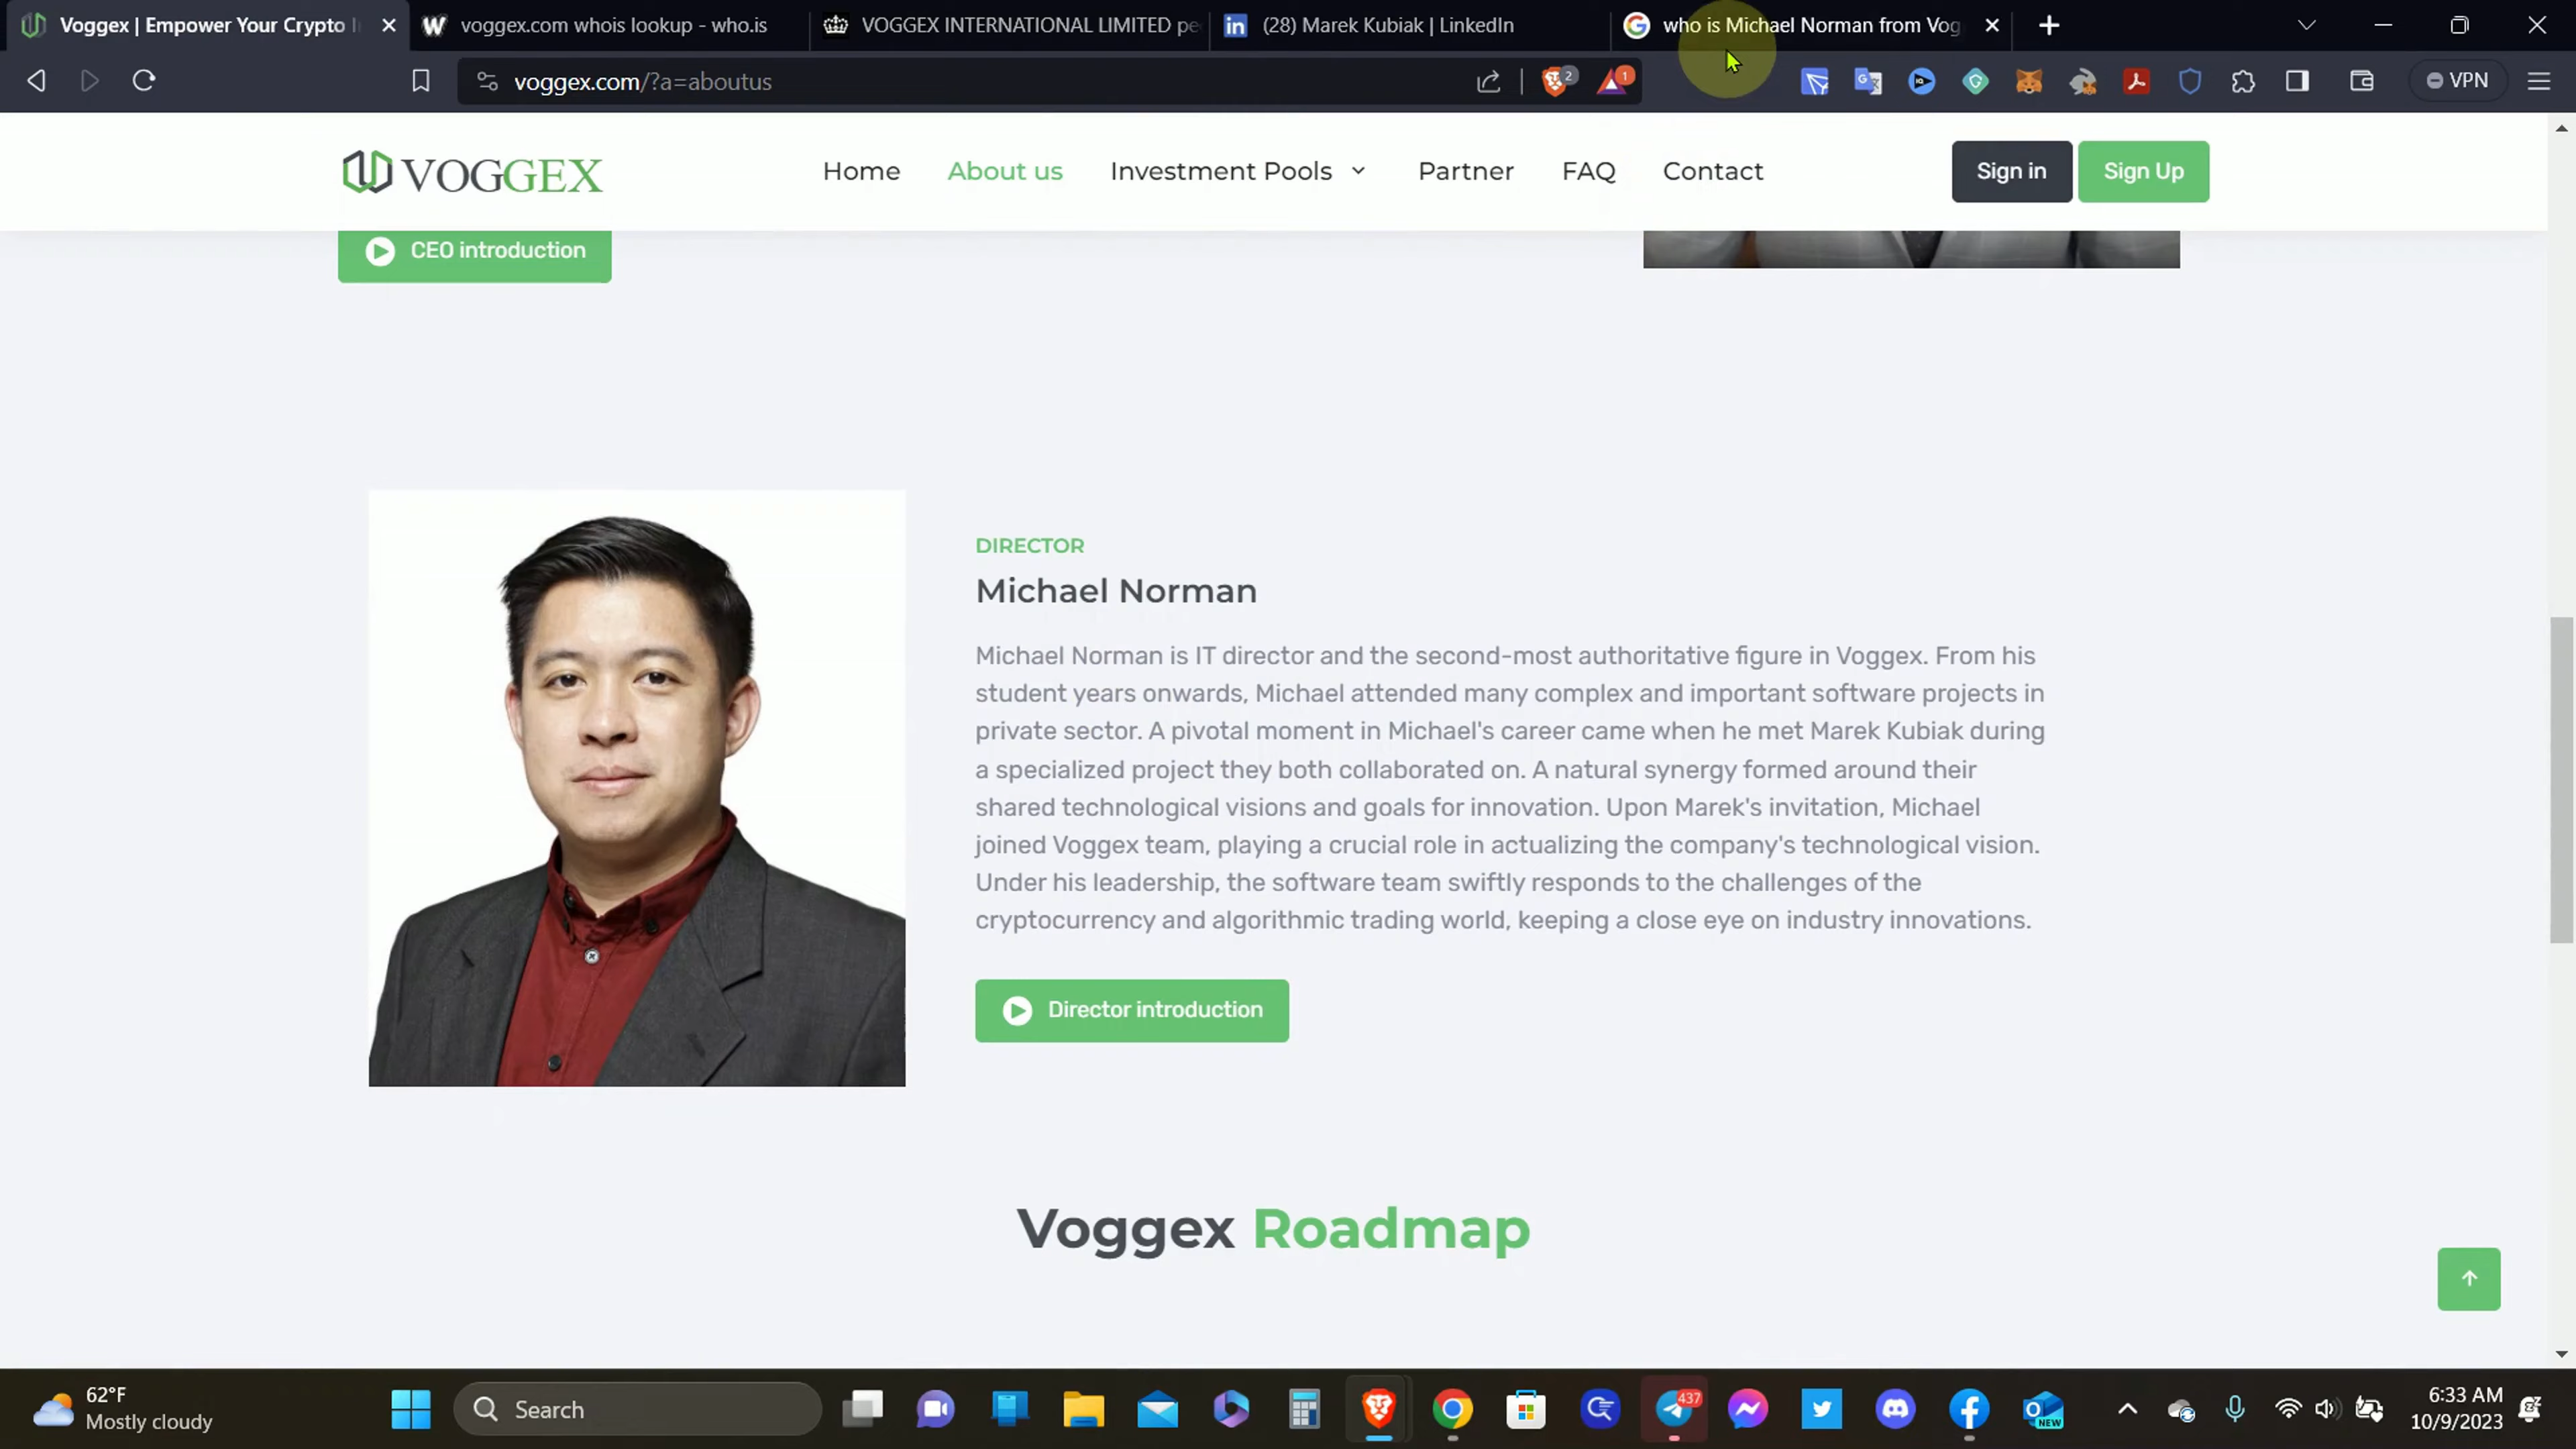 Voggex | Empower Your Crypto I
voggex.com whois lookup - who.is
VOGGEX INTERNATIONAL LIMITED pe
(28) Marek Kubiak | LinkedIn
who is Michael Norman from Vog
voggex.com/?a=aboutus
2
1
VPN
VOGGEX
Home
About us
Investment Pools
Partner
FAQ
Contact
Sign in
Sign Up
CEO introduction
DIRECTOR
Michael Norman
Michael Norman is IT director and the second-most authoritative figure in Voggex. From his
student years onwards, Michael attended many complex and important software projects in
private sector. A pivotal moment in Michael's career came when he met Marek Kubiak during
a specialized project they both collaborated on. A natural synergy formed around their
shared technological visions and goals for innovation. Upon Marek's invitation, Michael
joined Voggex team, playing a crucial role in actualizing the company's technological vision.
Under his leadership, the software team swiftly responds to the challenges of the
cryptocurrency and algorithmic trading world, keeping a close eye on industry innovations.
Director introduction
Voggex Roadmap
62°F
Mostly cloudy
Search
437
NEW
6:33 AM
10/9/2023